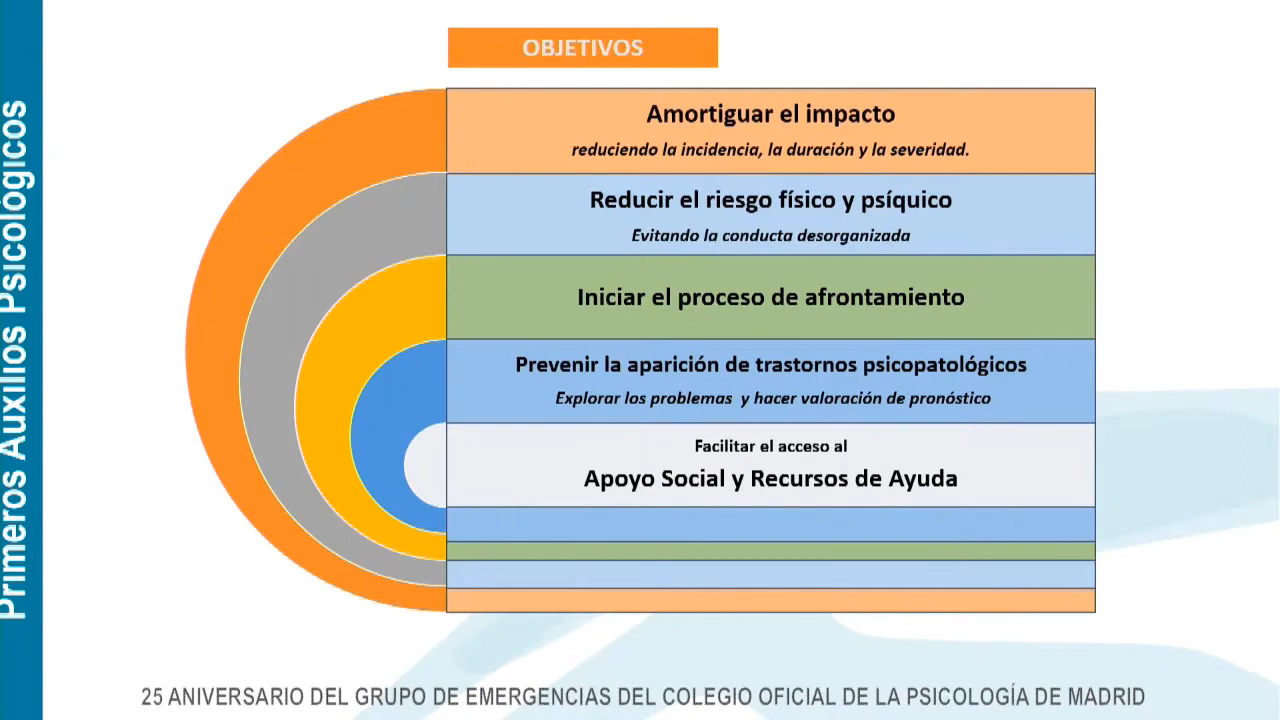 OBJETIVOS
Amortiguar el impacto
reduciendo la incidencia, la duración y la severidad.
Reducir el riesgo físico y psíquico
Evitando la conducta desorganizada
Iniciar el proceso de afrontamiento
Prevenir la aparición de trastornos psicopatológicos
Explorar los problemas y hacer valoración de pronóstico
Facilitar el acceso al
Apoyo Social y Recursos de Ayuda
Primeros Auxilios Psicológicos
25 ANIVERSARIO DEL GRUPO DE EMERGENCIAS DEL COLEGIO OFICIAL DE LA PSICOLOGÍA DE MADRID